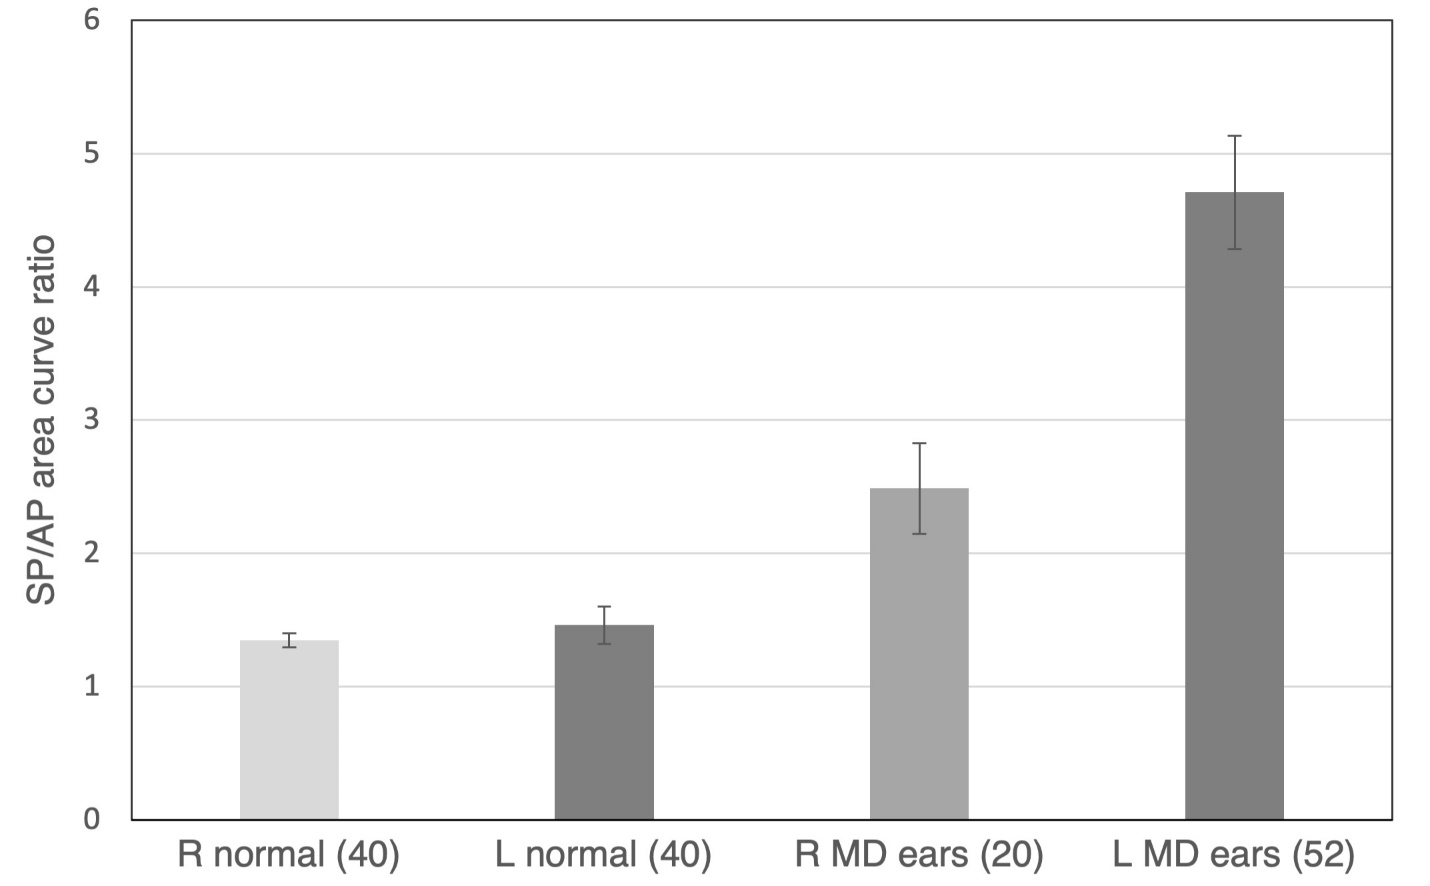 6
5
4
3
2
1
0
SP/AP area curve ratio
R normal (40)
L normal (40)
R MD ears (20)
L MD ears (52)